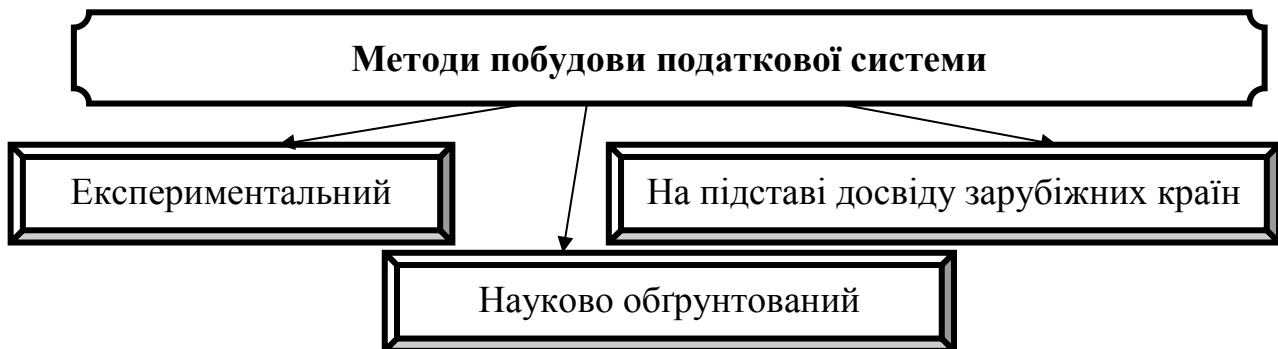 Методи побудови податкової системи
Експериментальний
На підставі досвіду зарубіжних країн
Науково обґрунтований